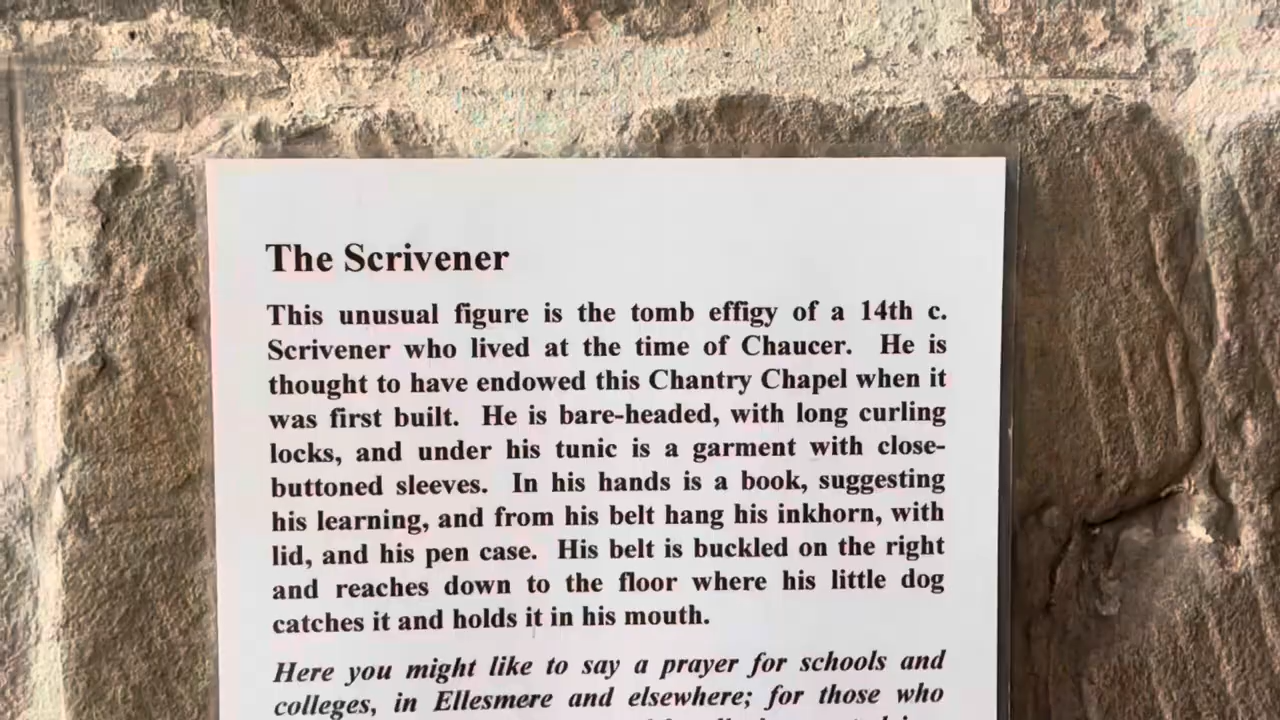 The Scrivener
This unusual figure is the tomb effigy of a 14th c.
Scrivener who lived at the time of Chaucer. He is
thought to have endowed this Chantry Chapel when it
was first built. He is bare-headed, with long curling
locks, and under his tunic is a garment with close-
buttoned sleeves. In his hands is a book, suggesting
his learning, and from his belt hang his inkhorn, with
lid, and his pen case. His belt is buckled on the right
and reaches down to the floor where his little dog
catches it and holds it in his mouth.
Here you might like to say a prayer for schools and
colleges, in Ellesmere and elsewhere; for those who